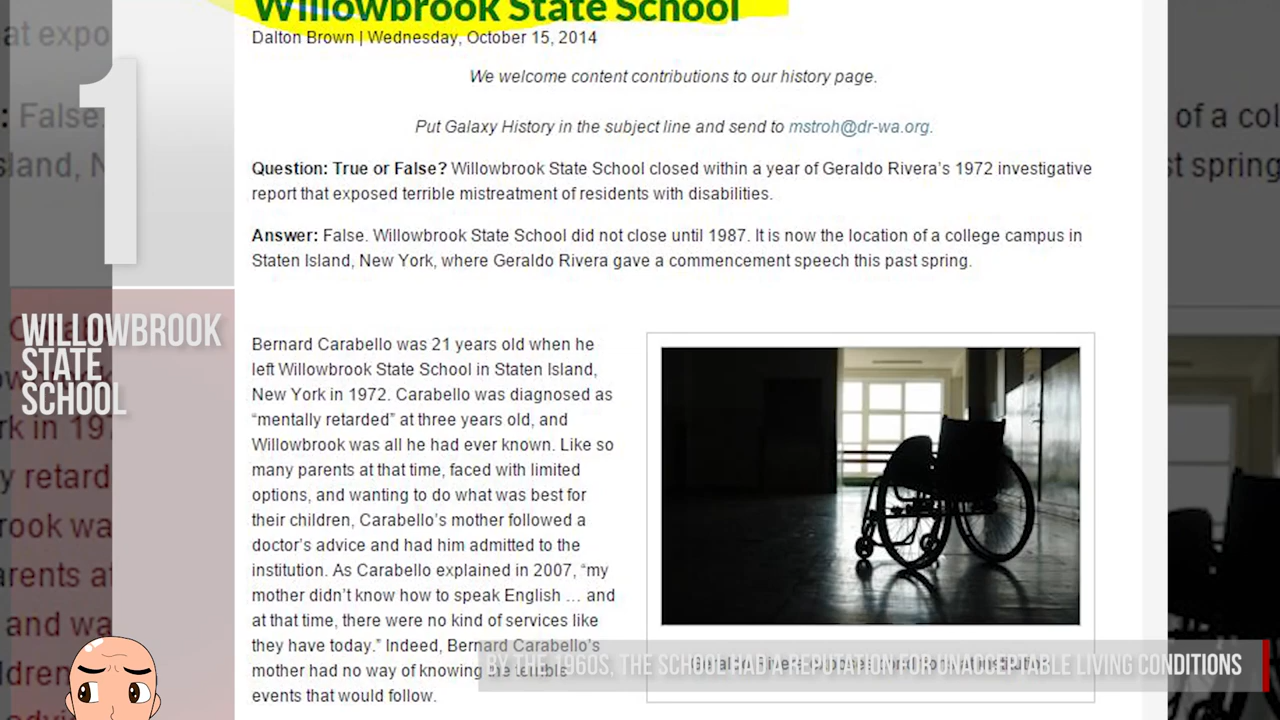 Willowbrook State School
Dalton Brown | Wednesday, October 15, 2014
We welcome content contributions to our history page.
Put Galaxy History in the subject line and send to mstroh@dr-wa.org.
Question: True or False? Willowbrook State School closed within a year of Geraldo Rivera’s 1972 investigative
report that exposed terrible mistreatment of residents with disabilities.
Answer: False. Willowbrook State School did not close until 1987. It is now the location of a college campus in
Staten Island, New York, where Geraldo Rivera gave a commencement speech this past spring.
1
WILLOWBROOK
STATE
SCHOOL
Bernard Carabello was 21 years old when he
left Willowbrook State School in Staten Island,
New York in 1972. Carabello was diagnosed as
“mentally retarded” at three years old, and
Willowbrook was all he had ever known. Like so
many parents at that time, faced with limited
options, and wanting to do what was best for
their children, Carabello’s mother followed a
doctor’s advice and had him admitted to the
institution. As Carabello explained in 2007, “my
mother didn’t know how to speak English … and
at that time, there were no kind of services like
they have today.” Indeed, Bernard Carabello’s
mother had no way of knowing the terrible
events that would follow.
BY THE 1960S, THE SCHOOL HAD A REPUTATION FOR UNACCEPTABLE LIVING CONDITIONS